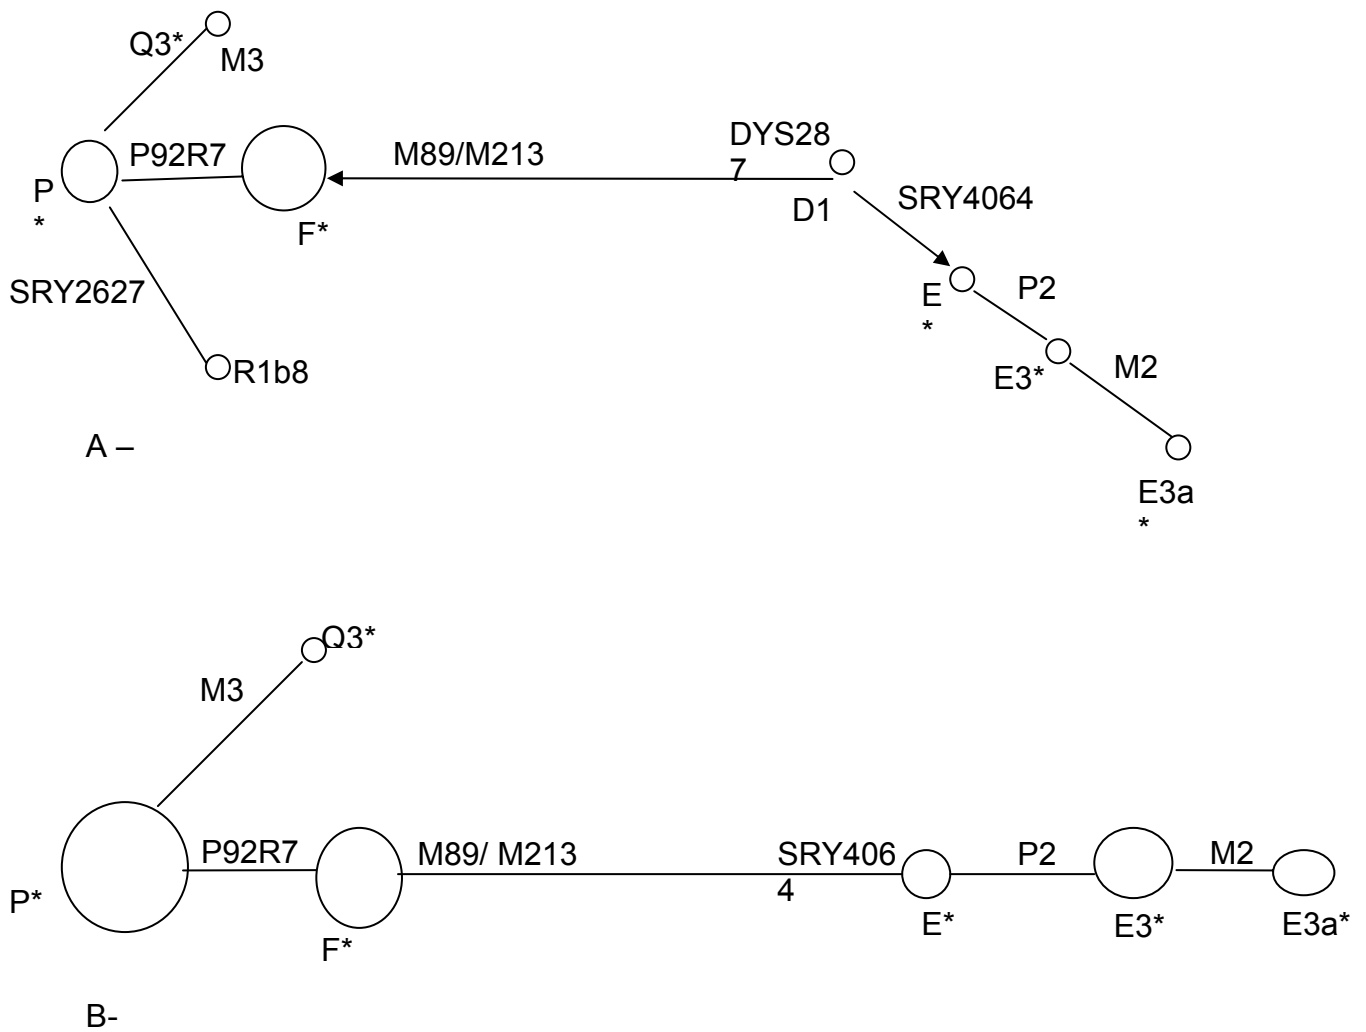 Q3*
M3
P92R7
M89/M213
DYS28
7
P
*
F*
D1
SRY4064
SRY2627
E
*
P2
R1b8
E3*
M2
A –
E3a
*
Q3*
M3
P92R7
M89/ M213
SRY406
4
P2
M2
P*
F*
E*
E3*
E3a*
B-